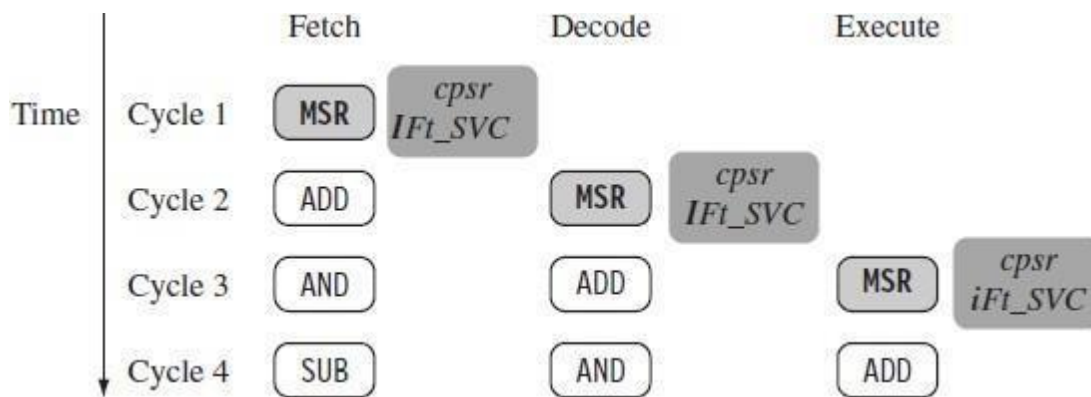 Fetch Decode Execute
Time Cycle 1 MSR cpsr
IFt_SVC
Cycle 2 ADD MSR cpsr
IFt_SVC
Cycle 3 AND ADD MSR cpsr
iFt_SVC
Cycle 4 SUB AND ADD